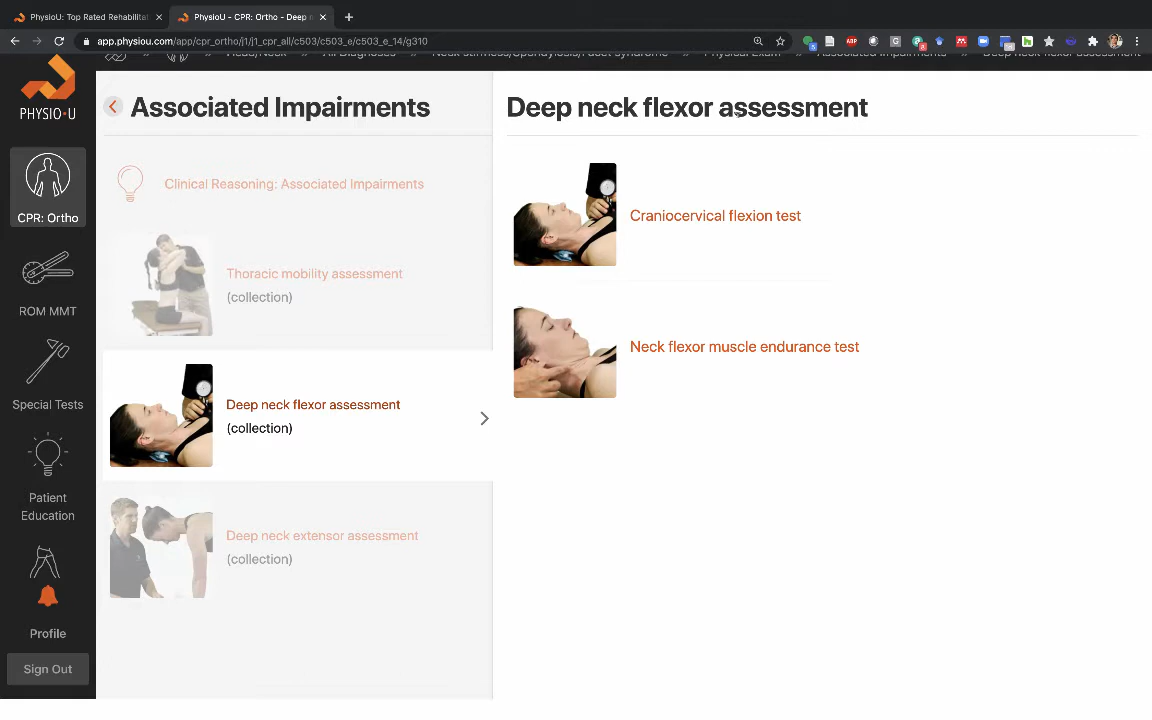 PhysioU: Top Rated Rehabilitat
PhysioU - CPR: Ortho - Deep n
app.physiou.com/app/cpr_ortho/j1/j1_cpr_all/c503/c503_e/c503_e_14/g310
PHYSIO·U
CPR: Ortho
ROM MMT
Special Tests
Patient
Education
Profile
Sign Out
Associated Impairments
Clinical Reasoning: Associated Impairments
Thoracic mobility assessment
(collection)
Deep neck flexor assessment
(collection)
Deep neck extensor assessment
(collection)
Deep neck flexor assessment
Craniocervical flexion test
Neck flexor muscle endurance test